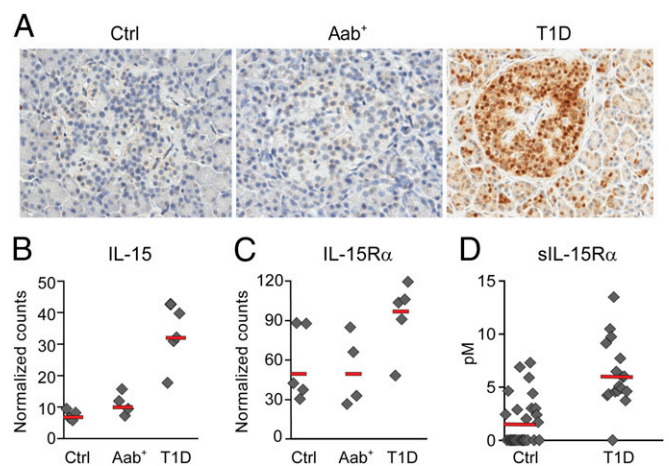 A
Ctrl
Aab⁺
T1D
B
IL-15
Normalized counts
50
40
30
20
10
0
Ctrl
Aab⁺
T1D
C
IL-15Rα
Normalized counts
120
90
60
30
0
Ctrl
Aab⁺
T1D
D
sIL-15Rα
pM
15
10
5
0
Ctrl
T1D